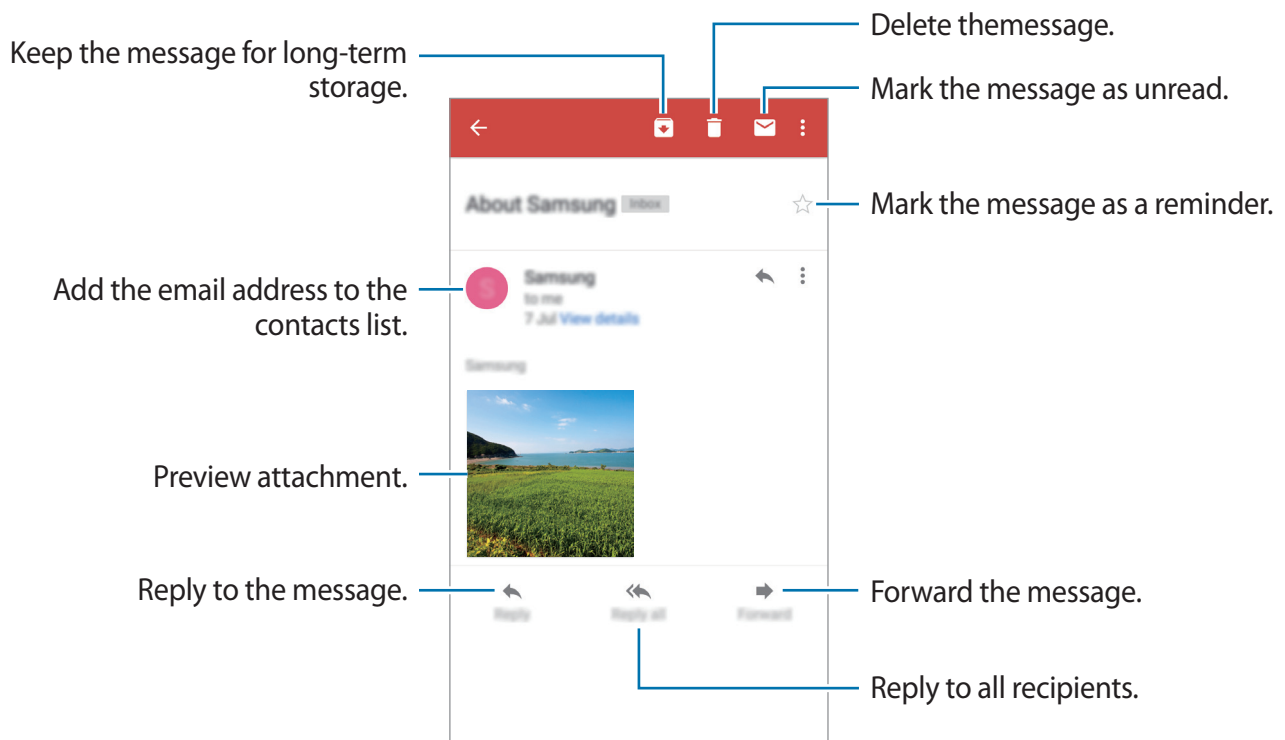 Delete themessage.
Keep the message for long-term
storage.
Mark the message as unread.
About Samsung Inbox
Mark the message as a reminder.
Add the email address to the
contacts list.
S
Samsung
to me
7 Jul View details
Samsung
Preview attachment.
Reply to the message.
Forward the message.
Reply Reply all Forward
Reply to all recipients.